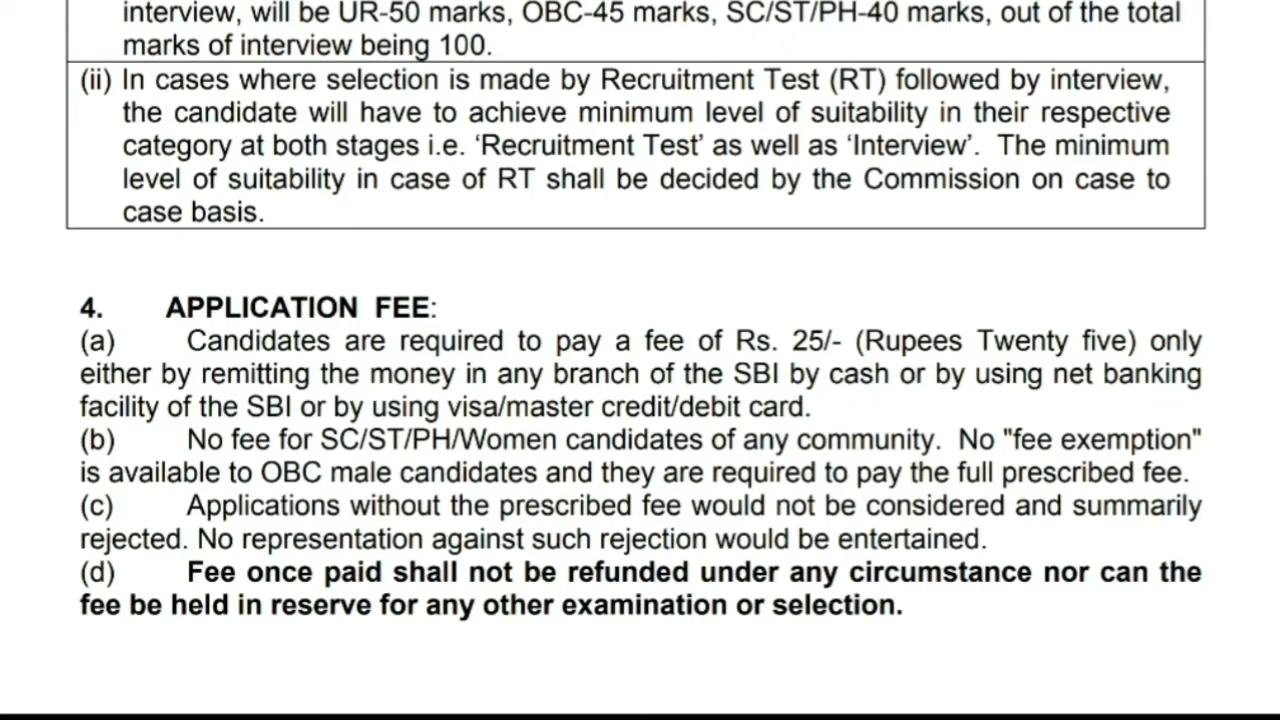 interview, will be UR-50 marks, OBC-45 marks, SC/ST/PH-40 marks, out of the total
marks of interview being 100.
(ii) In cases where selection is made by Recruitment Test (RT) followed by interview,
the candidate will have to achieve minimum level of suitability in their respective
category at both stages i.e. ‘Recruitment Test’ as well as ‘Interview’. The minimum
level of suitability in case of RT shall be decided by the Commission on case to
case basis.
4. APPLICATION FEE:
(a) Candidates are required to pay a fee of Rs. 25/- (Rupees Twenty five) only
either by remitting the money in any branch of the SBI by cash or by using net banking
facility of the SBI or by using visa/master credit/debit card.
(b) No fee for SC/ST/PH/Women candidates of any community. No "fee exemption"
is available to OBC male candidates and they are required to pay the full prescribed fee.
(c) Applications without the prescribed fee would not be considered and summarily
rejected. No representation against such rejection would be entertained.
(d) Fee once paid shall not be refunded under any circumstance nor can the
fee be held in reserve for any other examination or selection.